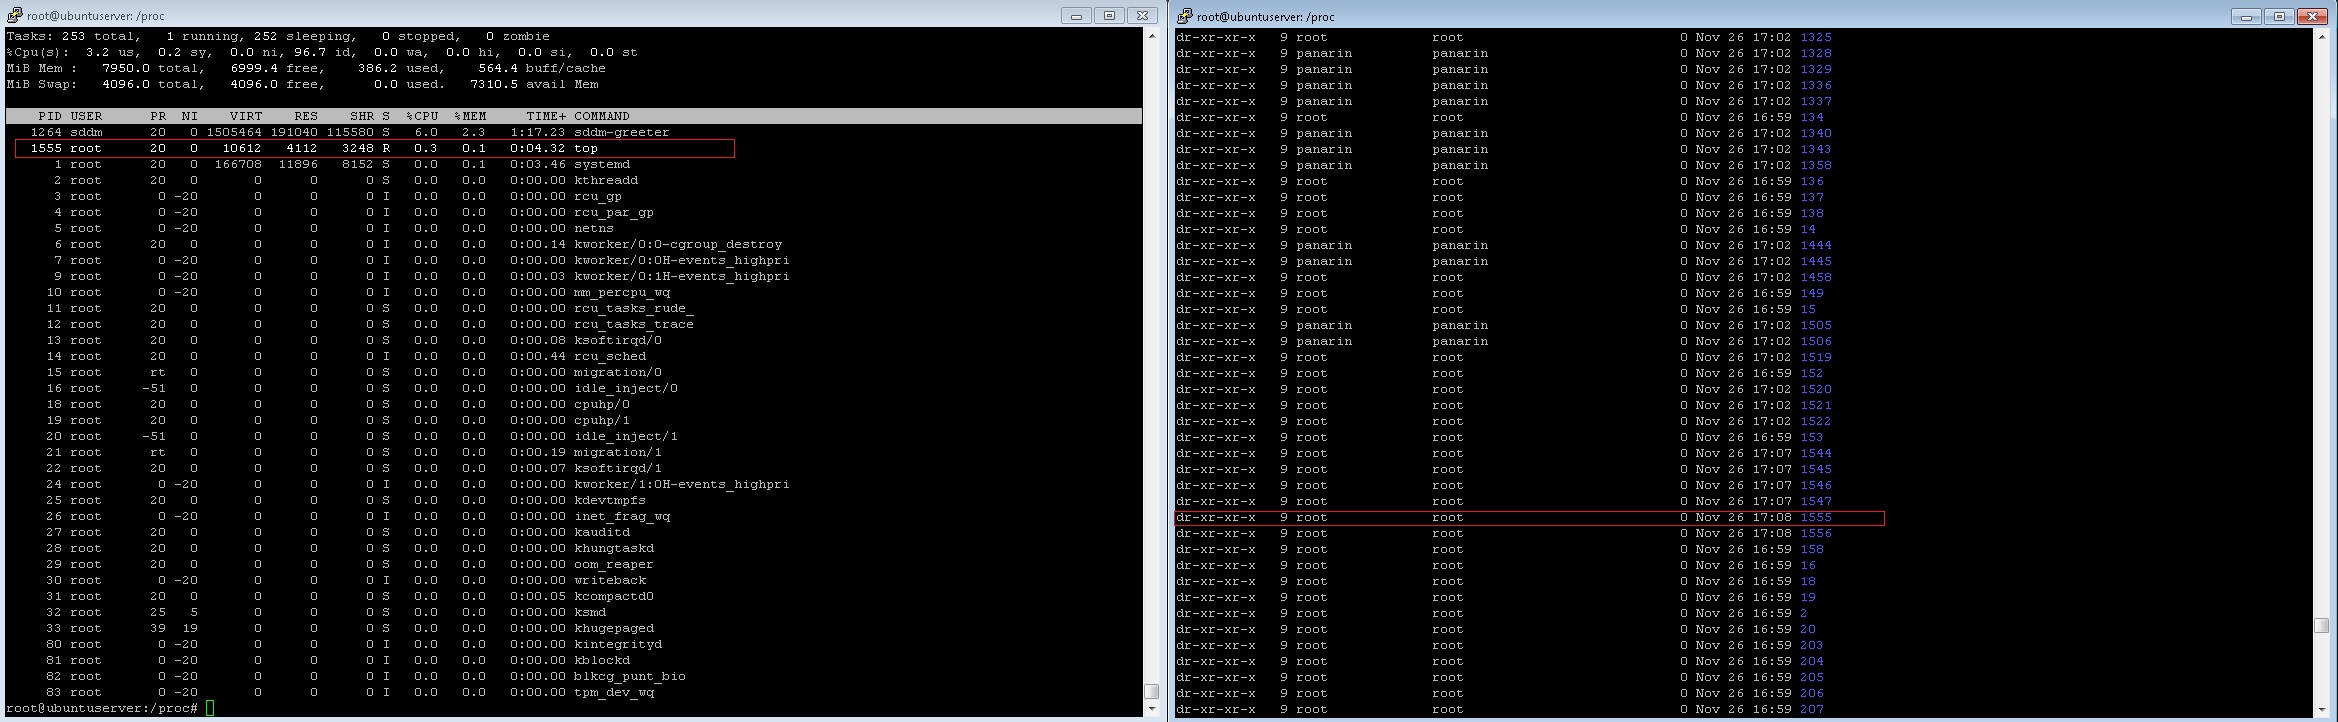 root@ubuntuserver: /proc
Tasks: 253 total,   1 running, 252 sleeping,   0 stopped,   0 zombie
%Cpu(s):  3.2 us,  0.2 sy,  0.0 ni, 96.7 id,  0.0 wa,  0.0 hi,  0.0 si,  0.0 st
MiB Mem :   7950.0 total,   6999.4 free,    386.2 used,    564.4 buff/cache
MiB Swap:   4096.0 total,   4096.0 free,      0.0 used.   7310.5 avail Mem
PID USER      PR  NI    VIRT    RES    SHR S  %CPU  %MEM     TIME+ COMMAND
1264 sddm      20   0 1505464 191040 115580 S   6.0   2.3   1:17.23 sddm-greeter
1555 root      20   0   10612   4112   3248 R   0.3   0.1   0:04.32 top
1 root      20   0  166708  11896   8152 S   0.0   0.1   0:03.46 systemd
2 root      20   0       0      0      0 S   0.0   0.0   0:00.00 kthreadd
3 root       0 -20       0      0      0 I   0.0   0.0   0:00.00 rcu_gp
4 root       0 -20       0      0      0 I   0.0   0.0   0:00.00 rcu_par_gp
5 root       0 -20       0      0      0 I   0.0   0.0   0:00.00 netns
6 root      20   0       0      0      0 I   0.0   0.0   0:00.14 kworker/0:0-cgroup_destroy
7 root       0 -20       0      0      0 I   0.0   0.0   0:00.00 kworker/0:0H-events_highpri
9 root       0 -20       0      0      0 I   0.0   0.0   0:00.03 kworker/0:1H-events_highpri
10 root       0 -20       0      0      0 I   0.0   0.0   0:00.00 mm_percpu_wq
11 root      20   0       0      0      0 S   0.0   0.0   0:00.00 rcu_tasks_rude_
12 root      20   0       0      0      0 S   0.0   0.0   0:00.00 rcu_tasks_trace
13 root      20   0       0      0      0 S   0.0   0.0   0:00.08 ksoftirqd/0
14 root      20   0       0      0      0 I   0.0   0.0   0:00.44 rcu_sched
15 root      rt   0       0      0      0 S   0.0   0.0   0:00.00 migration/0
16 root     -51   0       0      0      0 S   0.0   0.0   0:00.00 idle_inject/0
18 root      20   0       0      0      0 S   0.0   0.0   0:00.00 cpuhp/0
19 root      20   0       0      0      0 S   0.0   0.0   0:00.00 cpuhp/1
20 root     -51   0       0      0      0 S   0.0   0.0   0:00.00 idle_inject/1
21 root      rt   0       0      0      0 S   0.0   0.0   0:00.19 migration/1
22 root      20   0       0      0      0 S   0.0   0.0   0:00.07 ksoftirqd/1
24 root       0 -20       0      0      0 I   0.0   0.0   0:00.00 kworker/1:0H-events_highpri
25 root      20   0       0      0      0 S   0.0   0.0   0:00.00 kdevtmpfs
26 root       0 -20       0      0      0 I   0.0   0.0   0:00.00 inet_frag_wq
27 root      20   0       0      0      0 S   0.0   0.0   0:00.00 kauditd
28 root      20   0       0      0      0 S   0.0   0.0   0:00.00 khungtaskd
29 root      20   0       0      0      0 S   0.0   0.0   0:00.00 oom_reaper
30 root       0 -20       0      0      0 I   0.0   0.0   0:00.00 writeback
31 root      20   0       0      0      0 S   0.0   0.0   0:00.05 kcompactd0
32 root      25   5       0      0      0 S   0.0   0.0   0:00.00 ksmd
33 root      39  19       0      0      0 S   0.0   0.0   0:00.00 khugepaged
80 root       0 -20       0      0      0 I   0.0   0.0   0:00.00 kintegrityd
81 root       0 -20       0      0      0 I   0.0   0.0   0:00.00 kblockd
82 root       0 -20       0      0      0 I   0.0   0.0   0:00.00 blkcg_punt_bio
83 root       0 -20       0      0      0 I   0.0   0.0   0:00.00 tpm_dev_wq
root@ubuntuserver:/proc#
root@ubuntuserver: /proc
dr-xr-xr-x   9 root             root                           0 Nov 26 17:02 1325
dr-xr-xr-x   9 panarin          panarin                        0 Nov 26 17:02 1328
dr-xr-xr-x   9 panarin          panarin                        0 Nov 26 17:02 1329
dr-xr-xr-x   9 panarin          panarin                        0 Nov 26 17:02 1336
dr-xr-xr-x   9 panarin          panarin                        0 Nov 26 17:02 1337
dr-xr-xr-x   9 root             root                           0 Nov 26 16:59 134
dr-xr-xr-x   9 panarin          panarin                        0 Nov 26 17:02 1340
dr-xr-xr-x   9 panarin          panarin                        0 Nov 26 17:02 1343
dr-xr-xr-x   9 panarin          panarin                        0 Nov 26 17:02 1358
dr-xr-xr-x   9 root             root                           0 Nov 26 16:59 136
dr-xr-xr-x   9 root             root                           0 Nov 26 16:59 137
dr-xr-xr-x   9 root             root                           0 Nov 26 16:59 138
dr-xr-xr-x   9 root             root                           0 Nov 26 16:59 14
dr-xr-xr-x   9 panarin          panarin                        0 Nov 26 17:02 1444
dr-xr-xr-x   9 panarin          panarin                        0 Nov 26 17:02 1445
dr-xr-xr-x   9 root             root                           0 Nov 26 17:02 1458
dr-xr-xr-x   9 root             root                           0 Nov 26 16:59 149
dr-xr-xr-x   9 root             root                           0 Nov 26 16:59 15
dr-xr-xr-x   9 panarin          panarin                        0 Nov 26 17:02 1505
dr-xr-xr-x   9 panarin          panarin                        0 Nov 26 17:02 1506
dr-xr-xr-x   9 root             root                           0 Nov 26 17:02 1519
dr-xr-xr-x   9 root             root                           0 Nov 26 16:59 152
dr-xr-xr-x   9 root             root                           0 Nov 26 17:02 1520
dr-xr-xr-x   9 root             root                           0 Nov 26 17:02 1521
dr-xr-xr-x   9 root             root                           0 Nov 26 17:02 1522
dr-xr-xr-x   9 root             root                           0 Nov 26 16:59 153
dr-xr-xr-x   9 root             root                           0 Nov 26 17:07 1544
dr-xr-xr-x   9 root             root                           0 Nov 26 17:07 1545
dr-xr-xr-x   9 root             root                           0 Nov 26 17:07 1546
dr-xr-xr-x   9 root             root                           0 Nov 26 17:07 1547
dr-xr-xr-x   9 root             root                           0 Nov 26 17:08 1555
dr-xr-xr-x   9 root             root                           0 Nov 26 17:08 1556
dr-xr-xr-x   9 root             root                           0 Nov 26 16:59 158
dr-xr-xr-x   9 root             root                           0 Nov 26 16:59 16
dr-xr-xr-x   9 root             root                           0 Nov 26 16:59 18
dr-xr-xr-x   9 root             root                           0 Nov 26 16:59 19
dr-xr-xr-x   9 root             root                           0 Nov 26 16:59 2
dr-xr-xr-x   9 root             root                           0 Nov 26 16:59 20
dr-xr-xr-x   9 root             root                           0 Nov 26 16:59 203
dr-xr-xr-x   9 root             root                           0 Nov 26 16:59 204
dr-xr-xr-x   9 root             root                           0 Nov 26 16:59 205
dr-xr-xr-x   9 root             root                           0 Nov 26 16:59 206
dr-xr-xr-x   9 root             root                           0 Nov 26 16:59 207